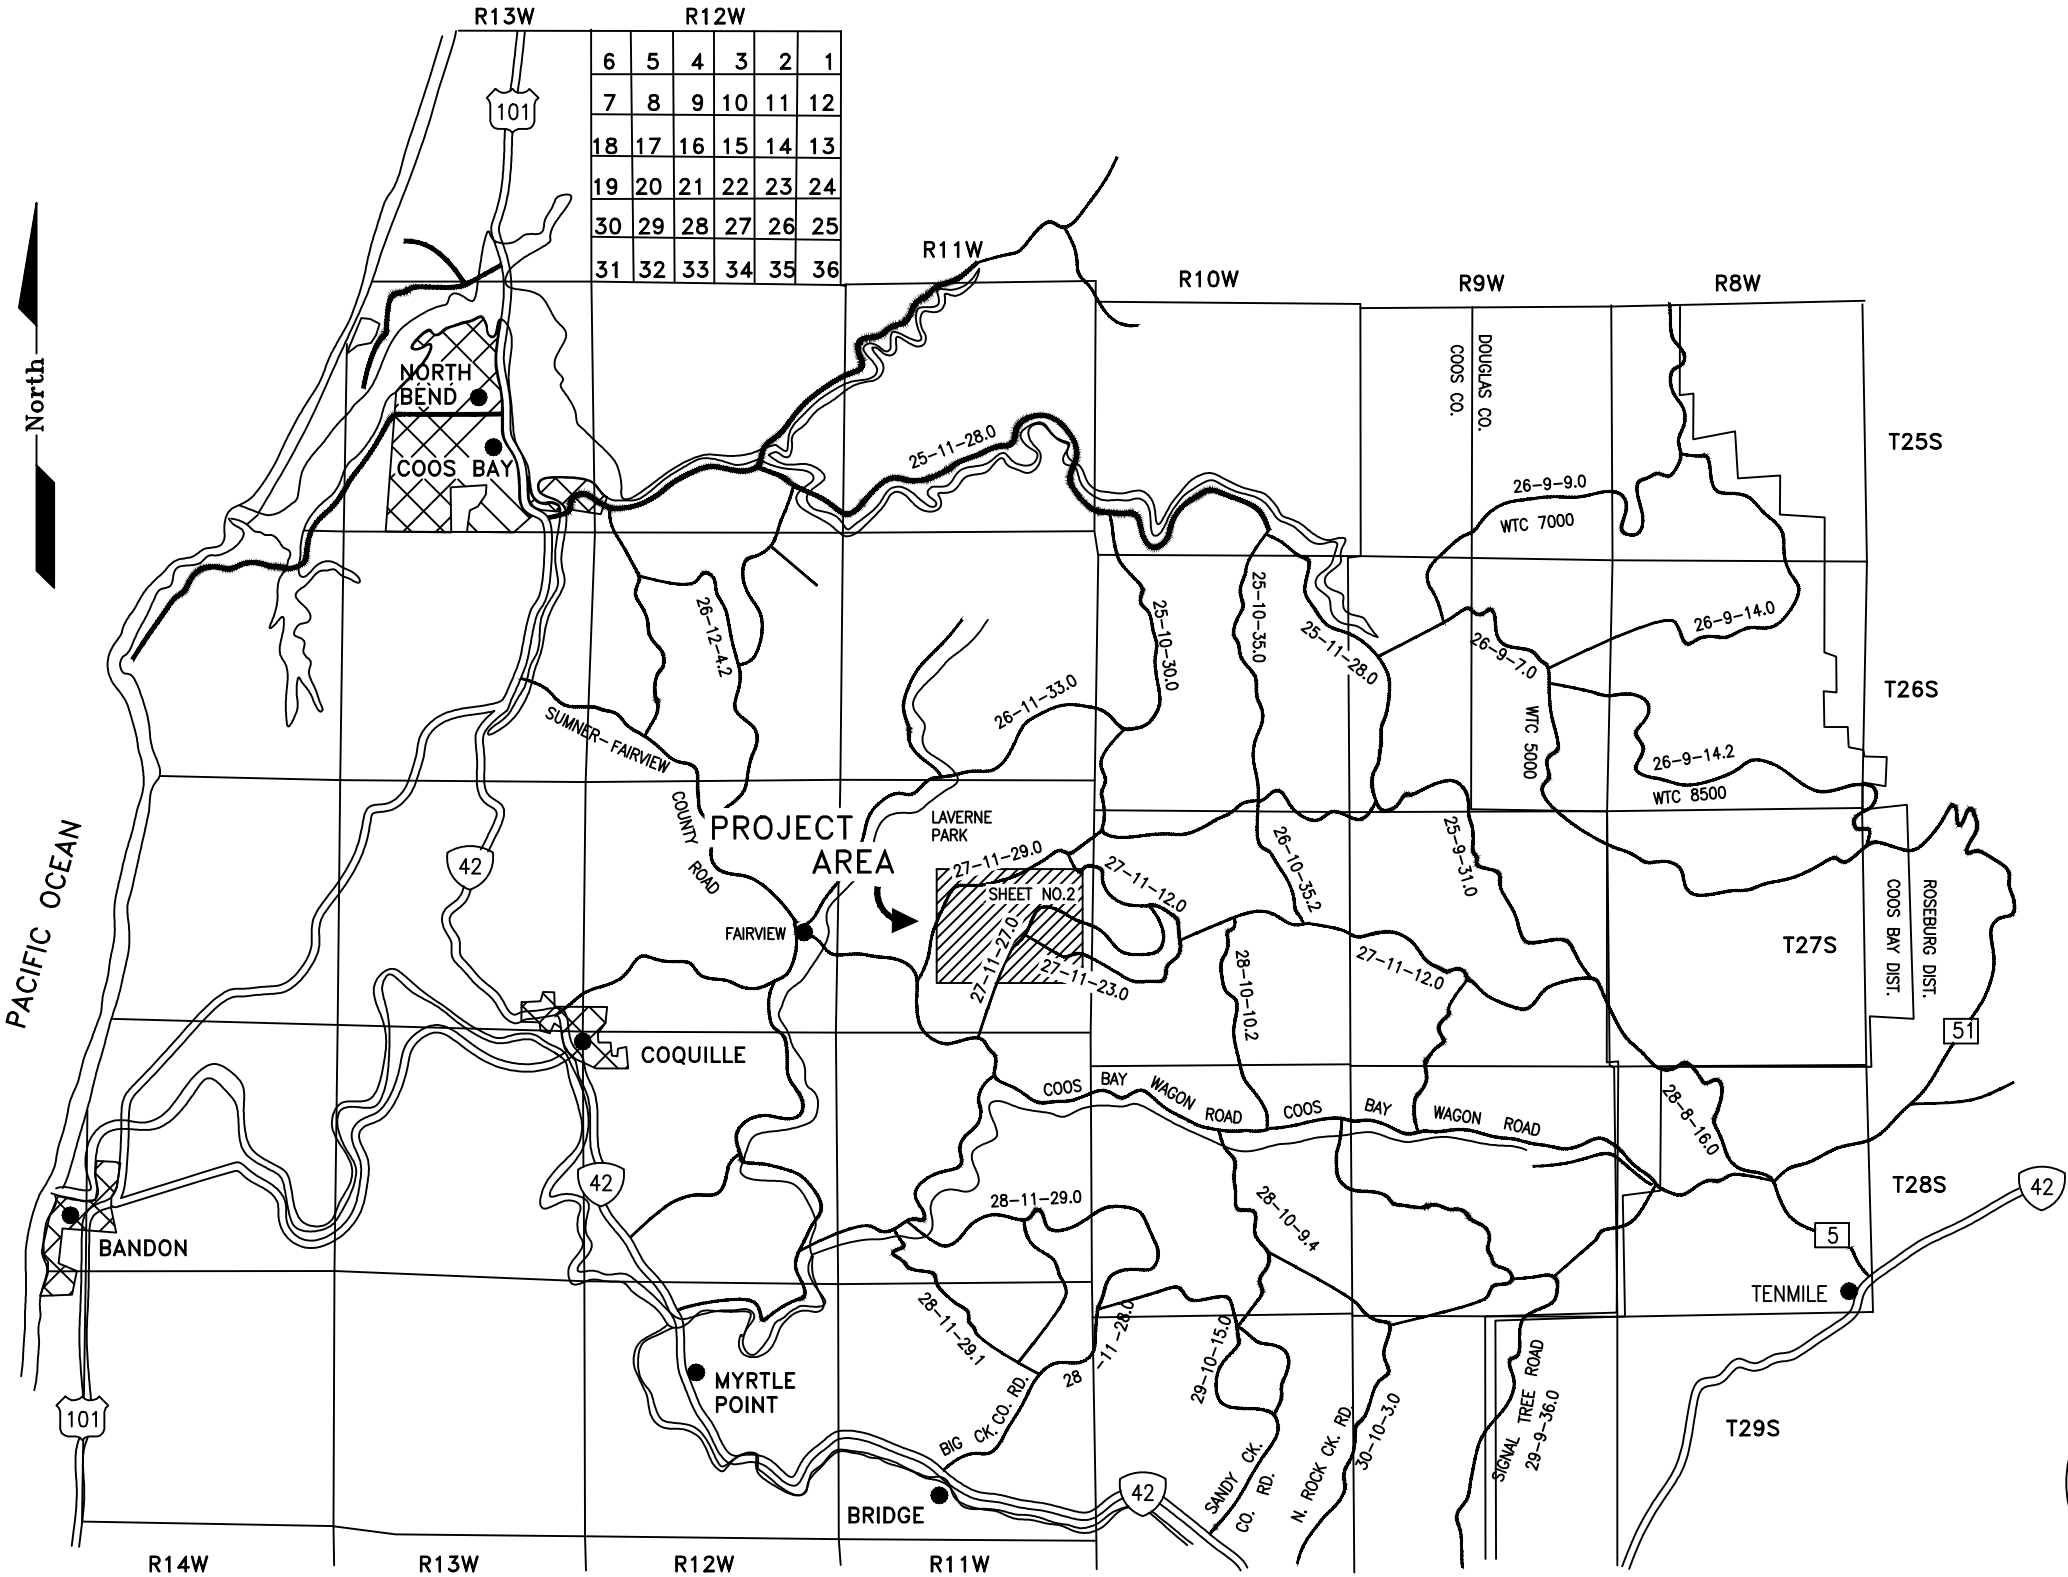 R13W R12W
6 5 4 3 2 1
7 8 9 10 11 12
18 17 16 15 14 13
19 20 21 22 23 24
30 29 28 27 26 25
31 32 33 34 35 36
101
R11W
R10W
R9W
R8W
North
NORTH
BEND
COOS BAY
DOUGLAS CO.
COOS CO.
25-11-28.0
T25S
26-9-9.0
WTC 7000
26-12-4.2
25-10-30.0
25-10-35.0
25-11-28.0
26-9-14.0
26-9-7.0
T26S
26-11-33.0
SUMNER-FAIRVIEW
COUNTY ROAD
WTC 5000
26-9-14.2
WTC 8500
PROJECT
AREA
LAVERNE
PARK
42
27-11-29.0
27-11-12.0
SHEET NO.2
26-10-35.2
25-9-31.0
PACIFIC OCEAN
FAIRVIEW
27-11-27.0
27-11-23.0
28-10-10.2
27-11-12.0
COOS BAY DIST.
ROSEBURG DIST.
T27S
51
COQUILLE
COOS BAY WAGON ROAD COOS BAY WAGON ROAD
28-8-16.0
42
28-11-29.0
28-10-9.4
T28S
42
BANDON
5
TENMILE
28-11-29.1
28-11-28.0
29-10-15.0
MYRTLE
POINT
101
BIG CK. CO. RD.
SANDY CK.
CO. RD.
N. ROCK CK. RD.
30-10-3.0
SIGNAL TREE ROAD
29-9-36.0
T29S
42
BRIDGE
R14W R13W R12W R11W